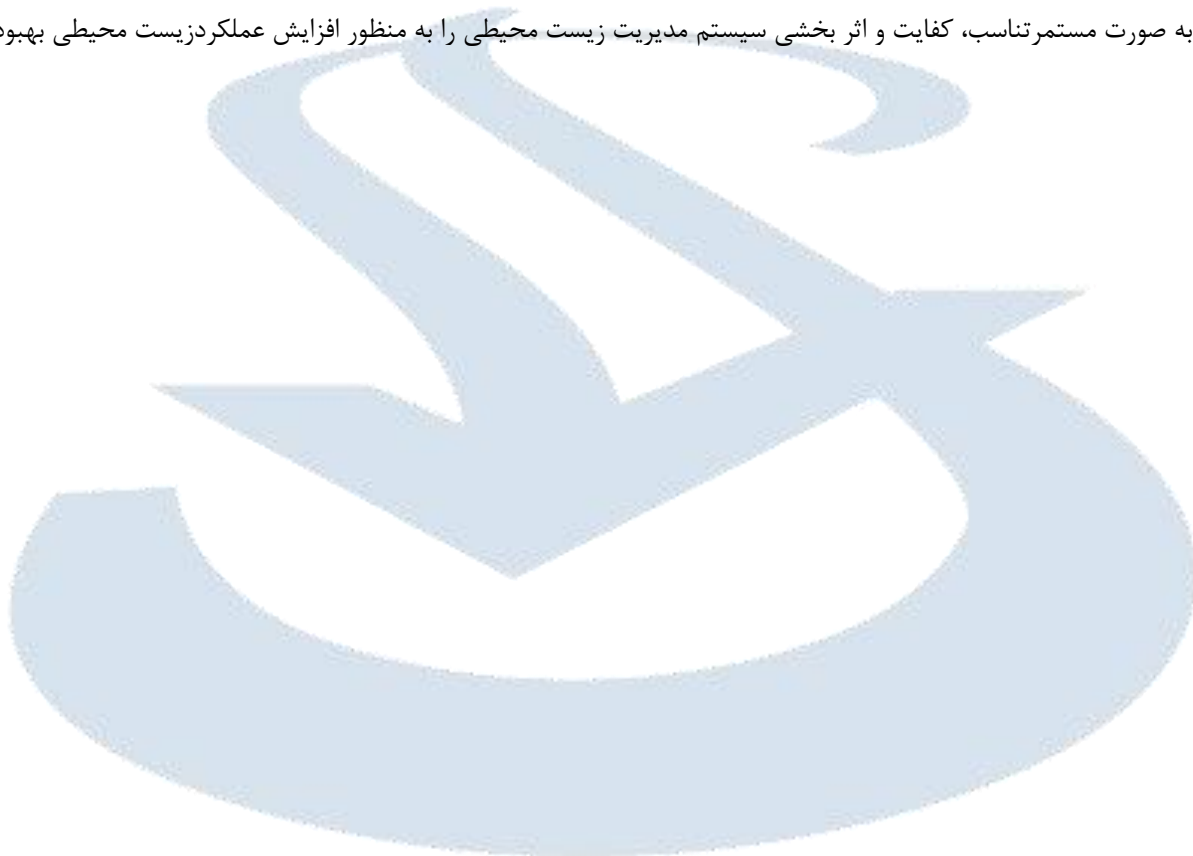 به صورت مستمرتناسب، کفایت و اثر بخشی سیستم مدیریت زیست محیطی را به منظور افزایش عملکردزیست محیطی بهبود